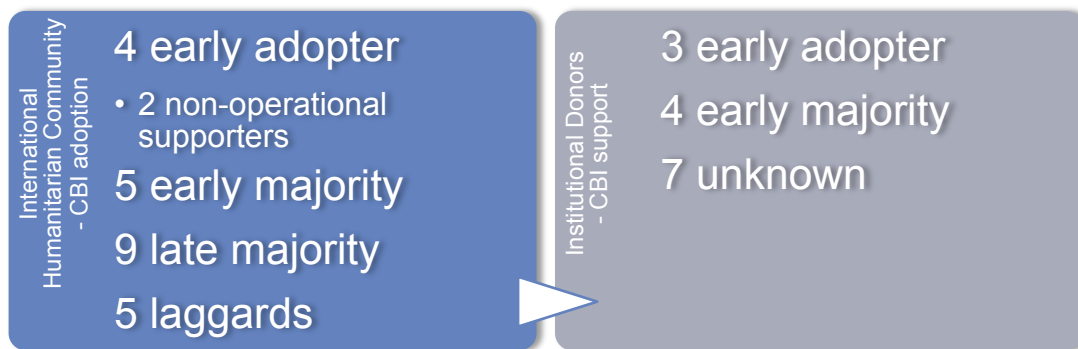 International
Humanitarian Community
- CBI adoption
4 early adopter
• 2 non-operational
supporters
5 early majority
9 late majority
5 laggards
Institutional Donors
- CBI support
3 early adopter
4 early majority
7 unknown